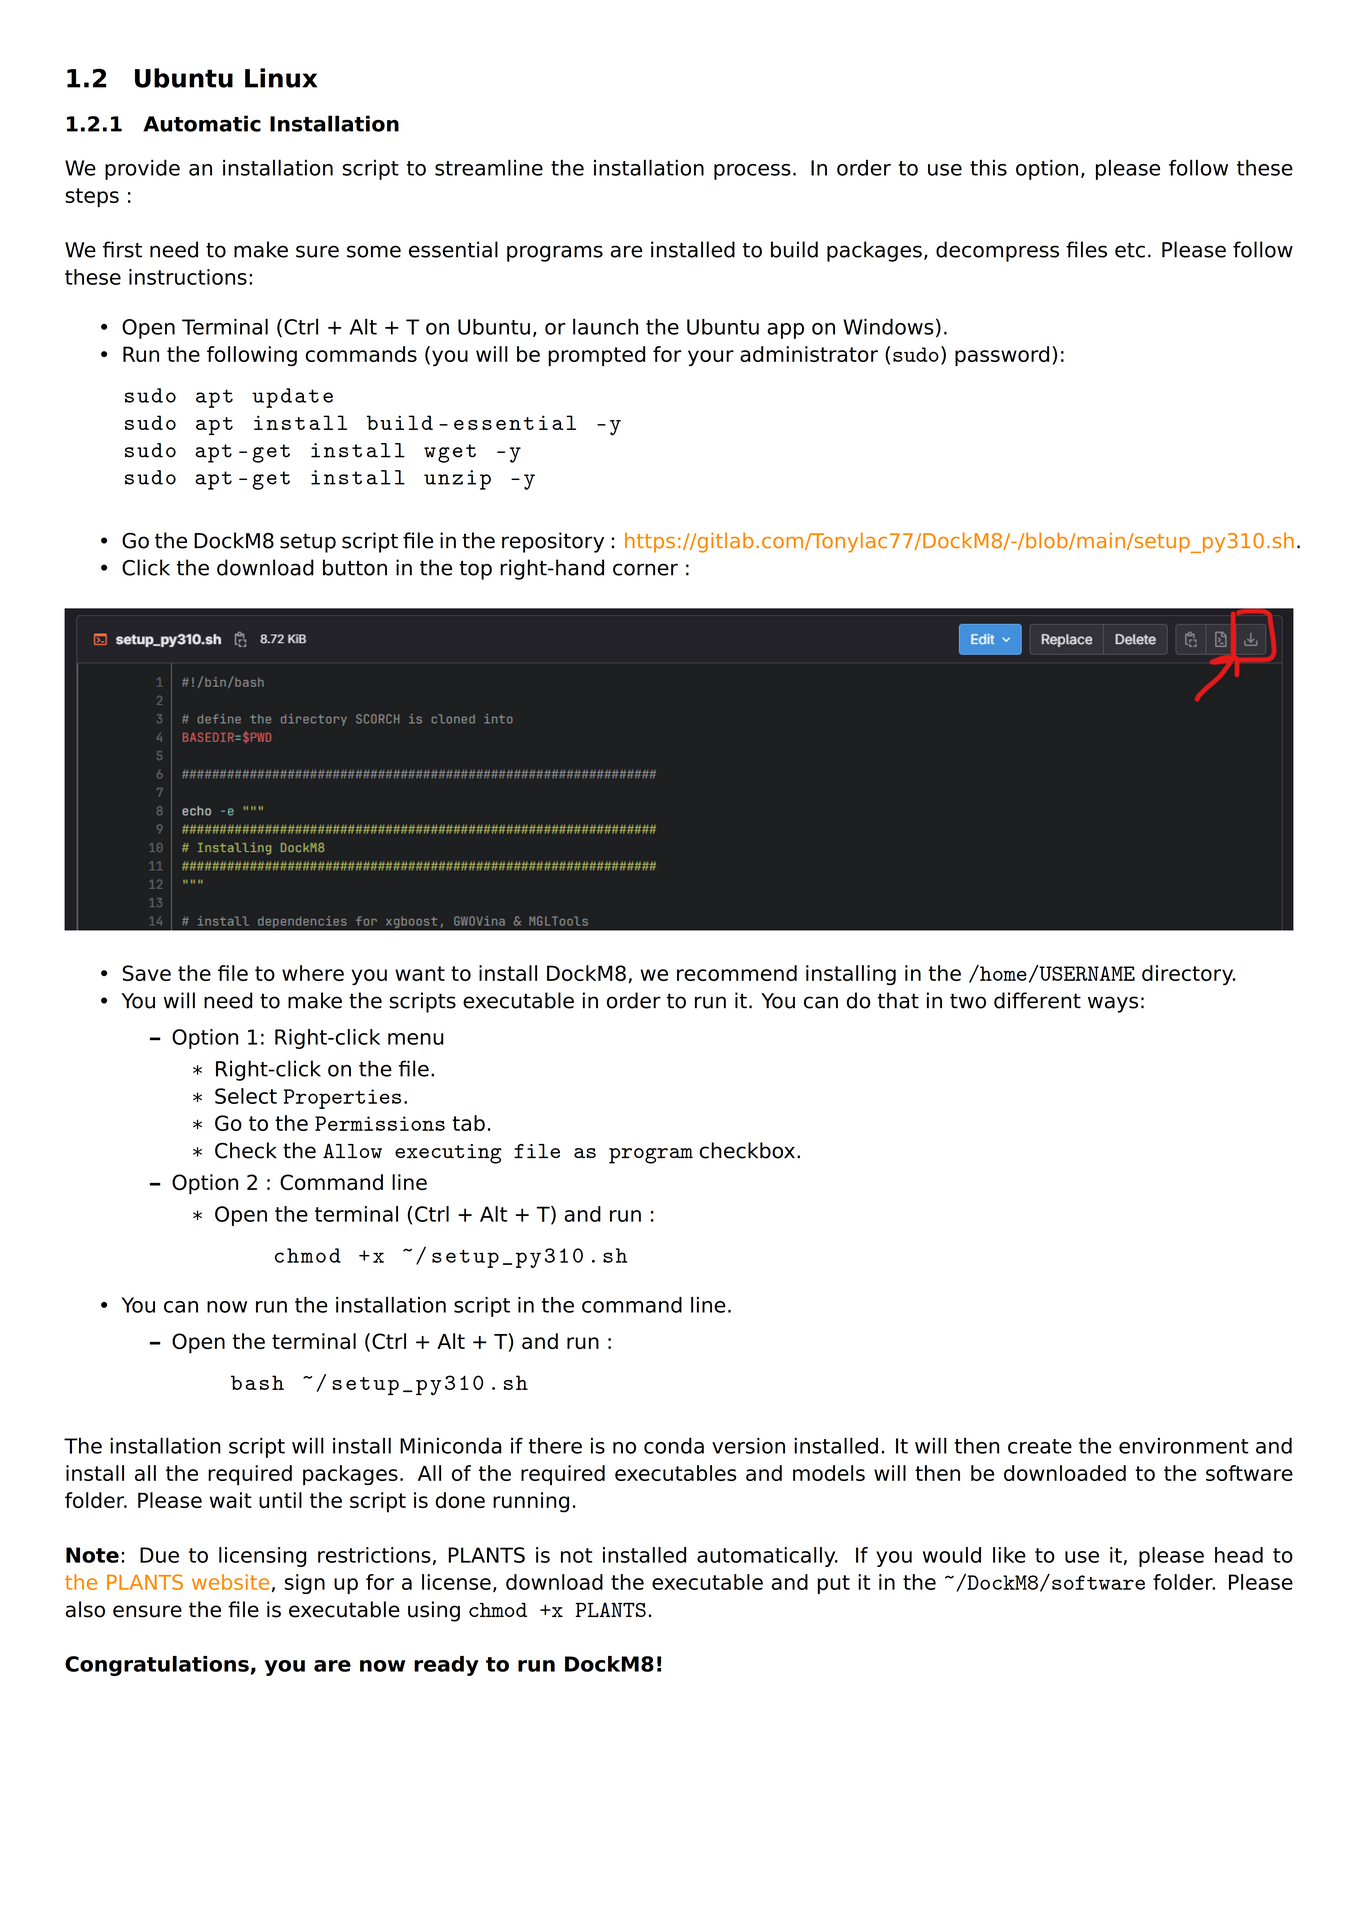 1.2 Ubuntu Linux
1.2.1 Automatic Installation
We provide an installation script to streamline the installation process. In order to use this option, please follow these
steps :
We first need to make sure some essential programs are installed to build packages, decompress files etc. Please follow
these instructions:
• Open Terminal (Ctrl + Alt + T on Ubuntu, or launch the Ubuntu app on Windows).
• Run the following commands (you will be prompted for your administrator (sudo) password):
sudo apt update
sudo apt install build-essential -y
sudo apt-get install wget -y
sudo apt-get install unzip -y
• Go the DockM8 setup script file in the repository : https://gitlab.com/Tonylac77/DockM8/-/blob/main/setup_py310.sh.
• Click the download button in the top right-hand corner :
setup_py310.sh 8.72 KiB Edit Replace Delete
1 #!/bin/bash
2
3 # define the directory SCORCH is cloned into
4 BASEDIR=$PWD
5
6 ###############################################################
7
8 echo -e """
9 ###############################################################
10 # Installing DockM8
11 ###############################################################
12 """
13
14 # install dependencies for xgboost, GWOVina & MGLTools
• Save the file to where you want to install DockM8, we recommend installing in the /home/USERNAME directory.
• You will need to make the scripts executable in order to run it. You can do that in two different ways:
– Option 1: Right-click menu
* Right-click on the file.
* Select Properties.
* Go to the Permissions tab.
* Check the Allow executing file as program checkbox.
– Option 2 : Command line
* Open the terminal (Ctrl + Alt + T) and run :
chmod +x ~/setup_py310.sh
• You can now run the installation script in the command line.
– Open the terminal (Ctrl + Alt + T) and run :
bash ~/setup_py310.sh
The installation script will install Miniconda if there is no conda version installed. It will then create the environment and
install all the required packages. All of the required executables and models will then be downloaded to the software
folder. Please wait until the script is done running.
Note: Due to licensing restrictions, PLANTS is not installed automatically. If you would like to use it, please head to
the PLANTS website, sign up for a license, download the executable and put it in the ~/DockM8/software folder. Please
also ensure the file is executable using chmod +x PLANTS.
Congratulations, you are now ready to run DockM8!